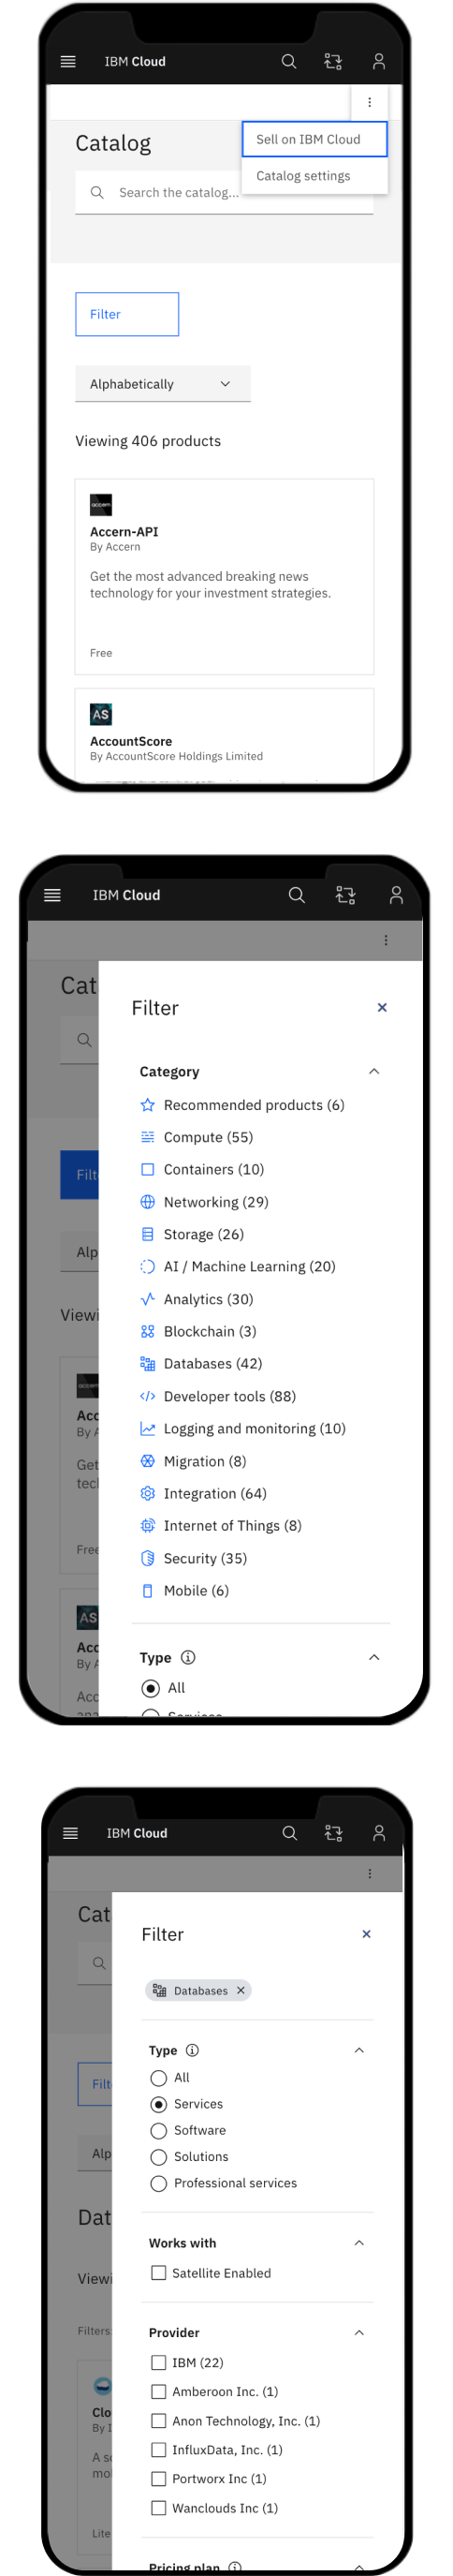 IBM Cloud
Sell on IBM Cloud
Catalog
Catalog settings
Search the catalog...
Filter
Alphabetically
Viewing 406 products
accern
Accern-API
By Accern
Get the most advanced breaking news
technology for your investment strategies.
Free
AS
AccountScore
By AccountScore Holdings Limited
IBM Cloud
Cat
Filter
Category
Recommended products (6)
Compute (55)
Containers (10)
Filt
Networking (29)
Storage (26)
Alp
AI / Machine Learning (20)
Analytics (30)
Viewi
Blockchain (3)
Databases (42)
Acc
Developer tools (88)
By A
Logging and monitoring (10)
Get
Migration (8)
tecl
Integration (64)
Free
Internet of Things (8)
Security (35)
AS
Mobile (6)
Acc
Type
By A
All
Acc
Services
IBM Cloud
Cat
Filter
Databases
Type
All
Filt
Services
Software
Alp
Solutions
Professional services
Dat
Works with
Viewi
Satellite Enabled
Filters:
Provider
IBM (22)
Clo
Amberoon Inc. (1)
By I
Anon Technology, Inc. (1)
A so
InfluxData, Inc. (1)
moi
Portworx Inc (1)
Lite
Wanclouds Inc (1)
Pricing plan